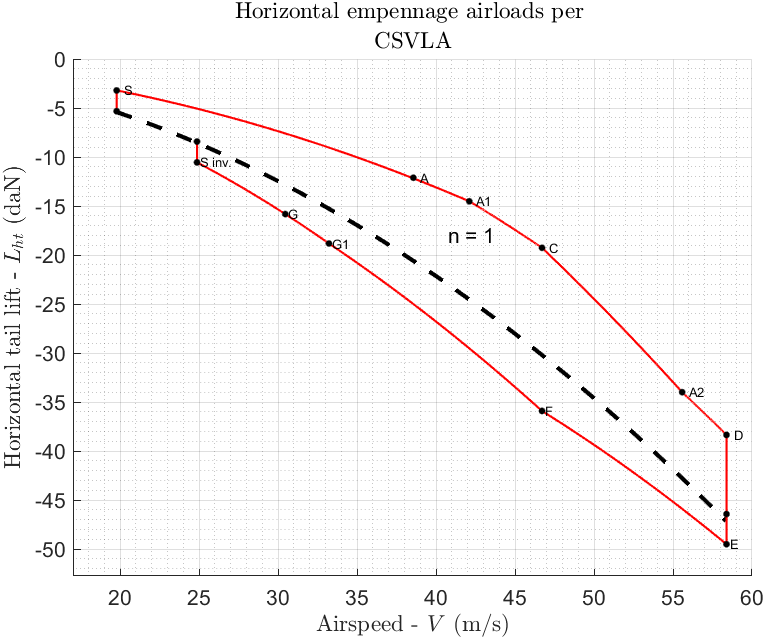 Horizontal empennage airloads per
CSVLA
Horizontal tail lift - L_ht (daN)
0
-5
-10
-15
-20
-25
-30
-35
-40
-45
-50
S
S inv.
G
G1
A
A1
n = 1
C
F
A2
D
E
20 25 30 35 40 45 50 55 60
Airspeed - V (m/s)